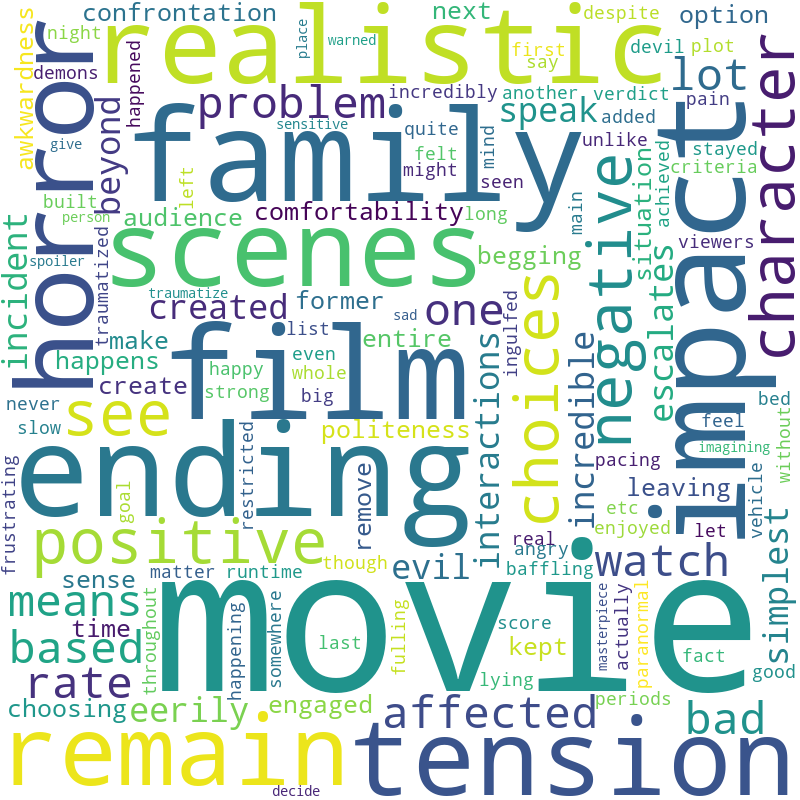 confrontation
next
despite
option
night
realistic
place
warned
first
say
devil
plot
awkwardness
horror
demons
happened
problem
incredibly
another
verdict
lot
pain
character
give
beyond
family
sensitive
quite
mind
speak
added
unlike
impact
stayed
criteria
built
person
left
felt
might
seen
main
negative
situation
achieved
audience
comfortability
long
viewers
incident
traumatized
spoiler
scenes
begging
escalates
traumatize
created
former
one
ingulfed
choices
make
list
sad
entire
interactions
incredible
happens
film
even
happy
whole
create
strong
big
never
see
feel
bed
slow
restricted
politeness
imagining
without
ending
frustrating
goal
remove
pacing
leaving
vehicle
etc
positive
real
enjoyed
let
though
angry
simplest
sense
matter
runtime
evil
baffling
watch
means
movie
time
throughout
happening
somewhere
fulling
score
masterpiece
actually
paranormal
based
last
kept
fact
good
rate
lying
periods
choosing
eerily
engaged
affected
bad
remain
tension
decide